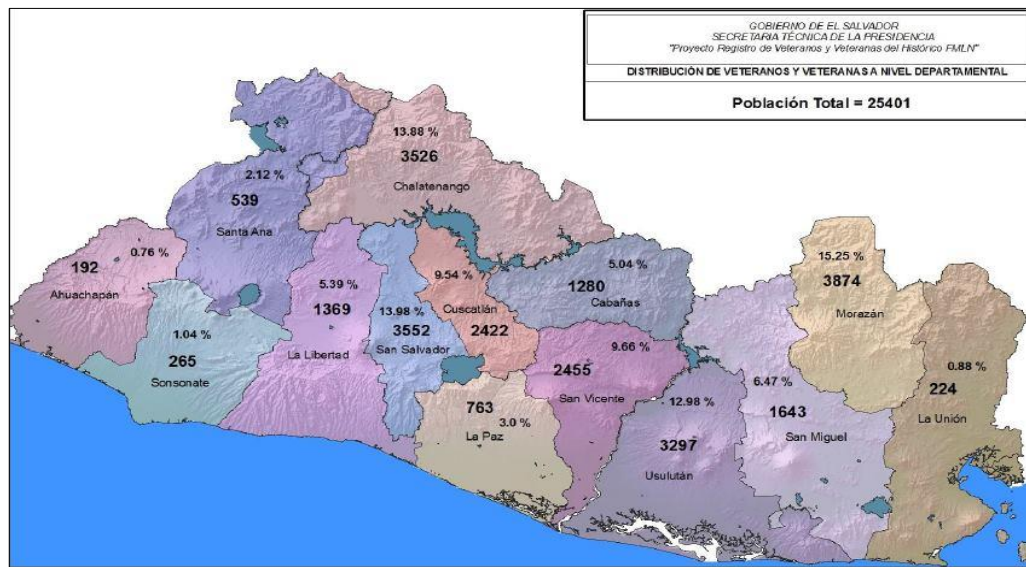 GOBIERNO DE EL SALVADOR
SECRETARIA TÉCNICA DE LA PRESIDENCIA
"Proyecto Registro de Veteranos y Veteranas del Histórico FMLN"
DISTRIBUCIÓN DE VETERANOS Y VETERANAS A NIVEL DEPARTAMENTAL
Población Total = 25401
13.88 %
3526
Chalatenango
2.12 %
539
Santa Ana
0.76 %
192
Ahuachapán
1.04 %
265
Sonsonate
5.39 %
1369
La Libertad
13.98 %
3552
San Salvador
9.54 %
Cuscatlán
2422
5.04 %
1280
Cabañas
763
3.0 %
La Paz
9.66 %
2455
San Vicente
12.98 %
3297
Usulután
6.47 %
1643
San Miguel
15.25 %
3874
Morazán
0.88 %
224
La Unión